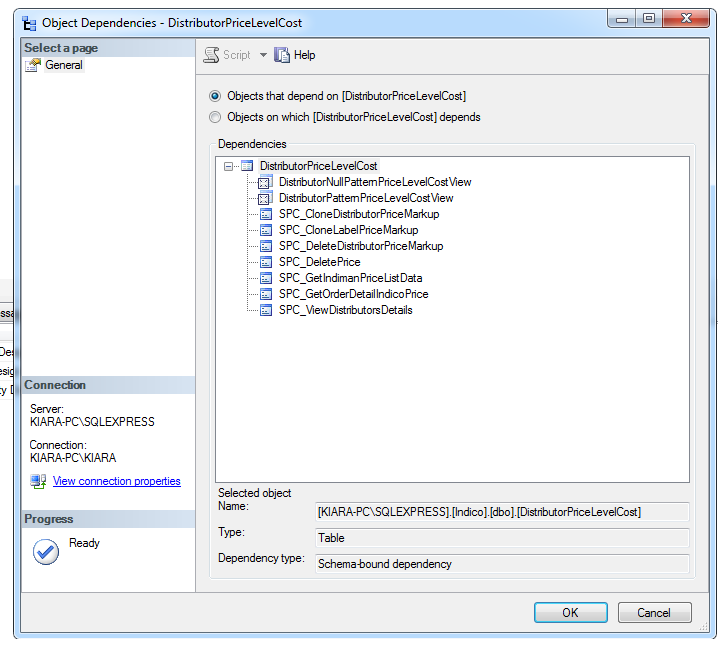 Object Dependencies - DistributorPriceLevelCost
Select a page
General
Script
Help
Objects that depend on [DistributorPriceLevelCost]
Objects on which [DistributorPriceLevelCost] depends
Dependencies
DistributorPriceLevelCost
DistributorNullPatternPriceLevelCostView
DistributorPatternPriceLevelCostView
SPC_CloneDistributorPriceMarkup
SPC_CloneLabelPriceMarkup
SPC_DeleteDistributorPriceMarkup
SPC_DeletePrice
SPC_GetIndimanPriceListData
SPC_GetOrderDetailIndicoPrice
SPC_ViewDistributorsDetails
Connection
Server:
KIARA-PC\SQLEXPRESS
Connection:
KIARA-PC\KIARA
View connection properties
Progress
Ready
Selected object
Name:
[KIARA-PC\SQLEXPRESS].[Indico].[dbo].[DistributorPriceLevelCost]
Type:
Table
Dependency type:
Schema-bound dependency
OK
Cancel